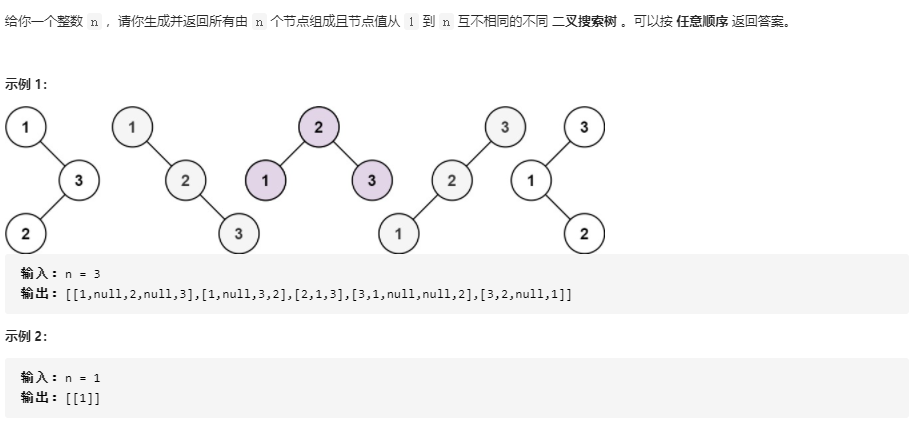 给你一个整数 n ，请你生成并返回所有由 n 个节点组成且节点值从 1 到 n 互不相同的不同 二叉搜索树 。可以按 任意顺序 返回答案。
示例 1：
1 1 2 3 3
3 2 1 3 2 1
2 3 1 2
输入：n = 3
输出：[[1,null,2,null,3],[1,null,3,2],[2,1,3],[3,1,null,null,2],[3,2,null,1]]
示例 2：
输入：n = 1
输出：[[1]]